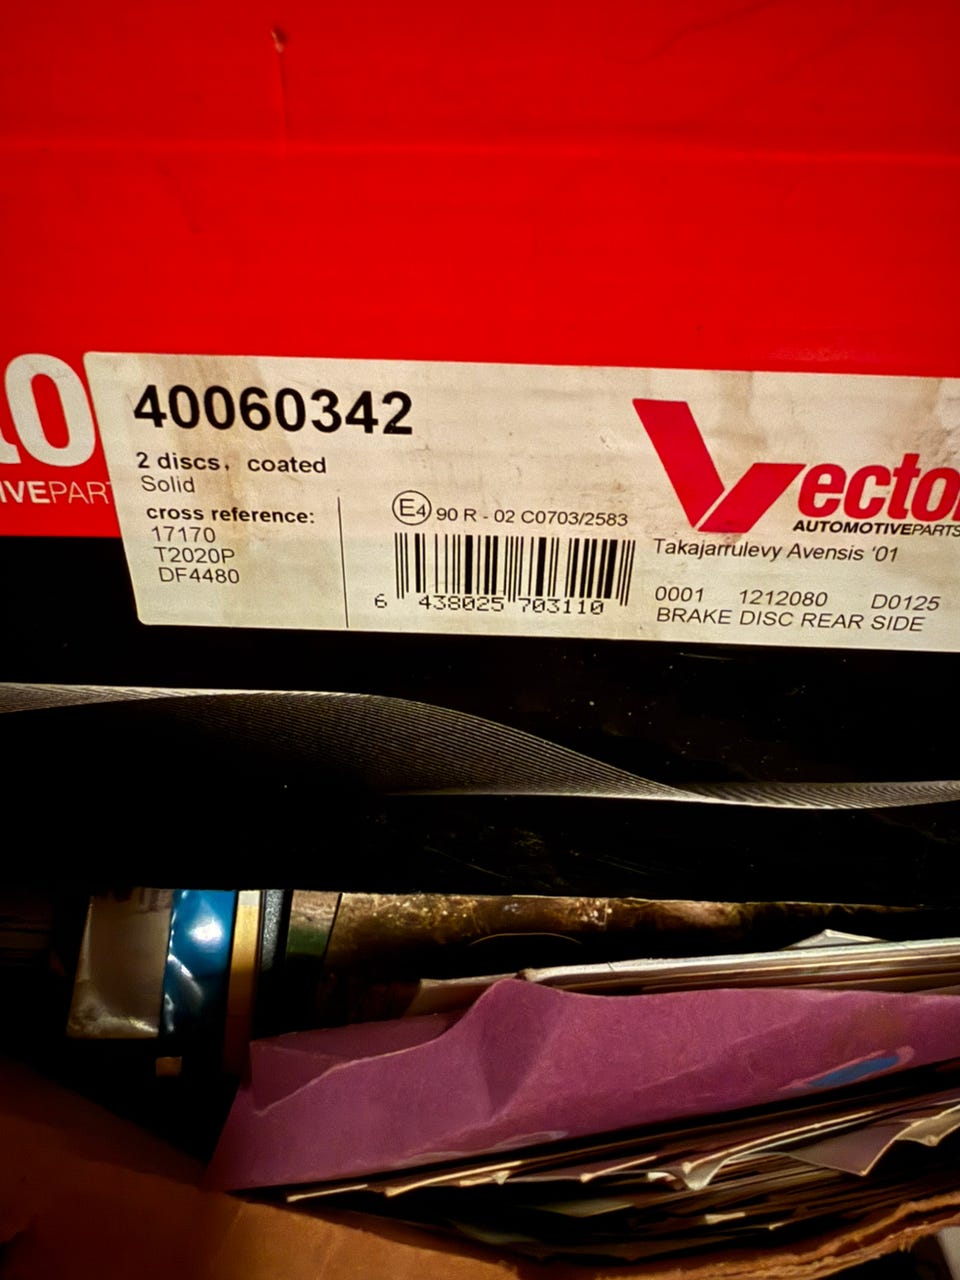 40060342
2 discs, coated
Solid
cross reference:
17170
T2020P
DF4480
E4 90 R - 02 C0703/2583
6 438025 703110
Vector
AUTOMOTIVEPARTS
Takajarrulevy Avensis '01
0001 1212080 D0125
BRAKE DISC REAR SIDE